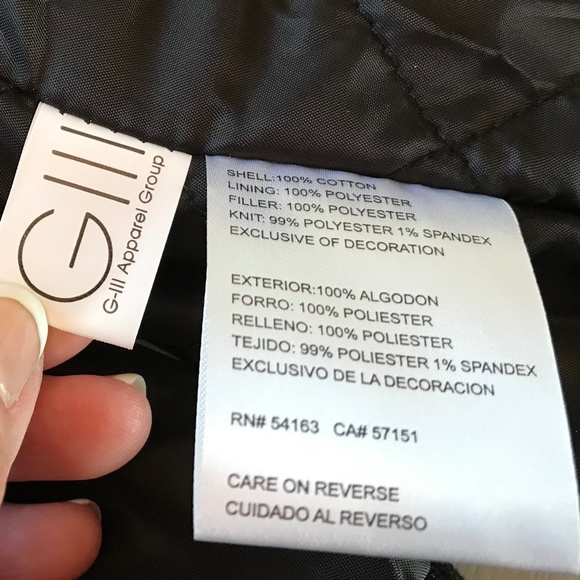 GIII
G-III Apparel Group
SHELL:100% COTTON
LINING: 100% POLYESTER
FILLER: 100% POLYESTER
KNIT: 99% POLYESTER 1% SPANDEX
EXCLUSIVE OF DECORATION
EXTERIOR:100% ALGODON
FORRO: 100% POLIESTER
RELLENO: 100% POLIESTER
TEJIDO: 99% POLIESTER 1% SPANDEX
EXCLUSIVO DE LA DECORACION
RN# 54163 CA# 57151
CARE ON REVERSE
CUIDADO AL REVERSO